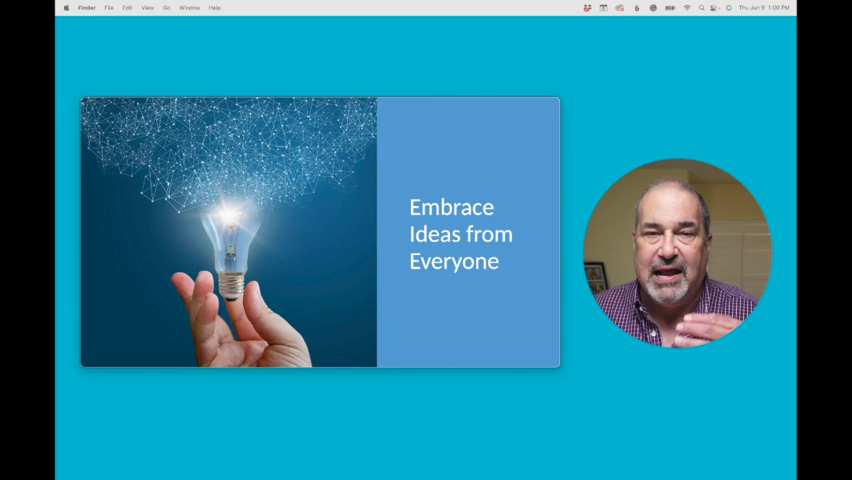 Finder File Edit View Go Window Help
Thu Jun 9 1:00 PM
Embrace
Ideas from
Everyone